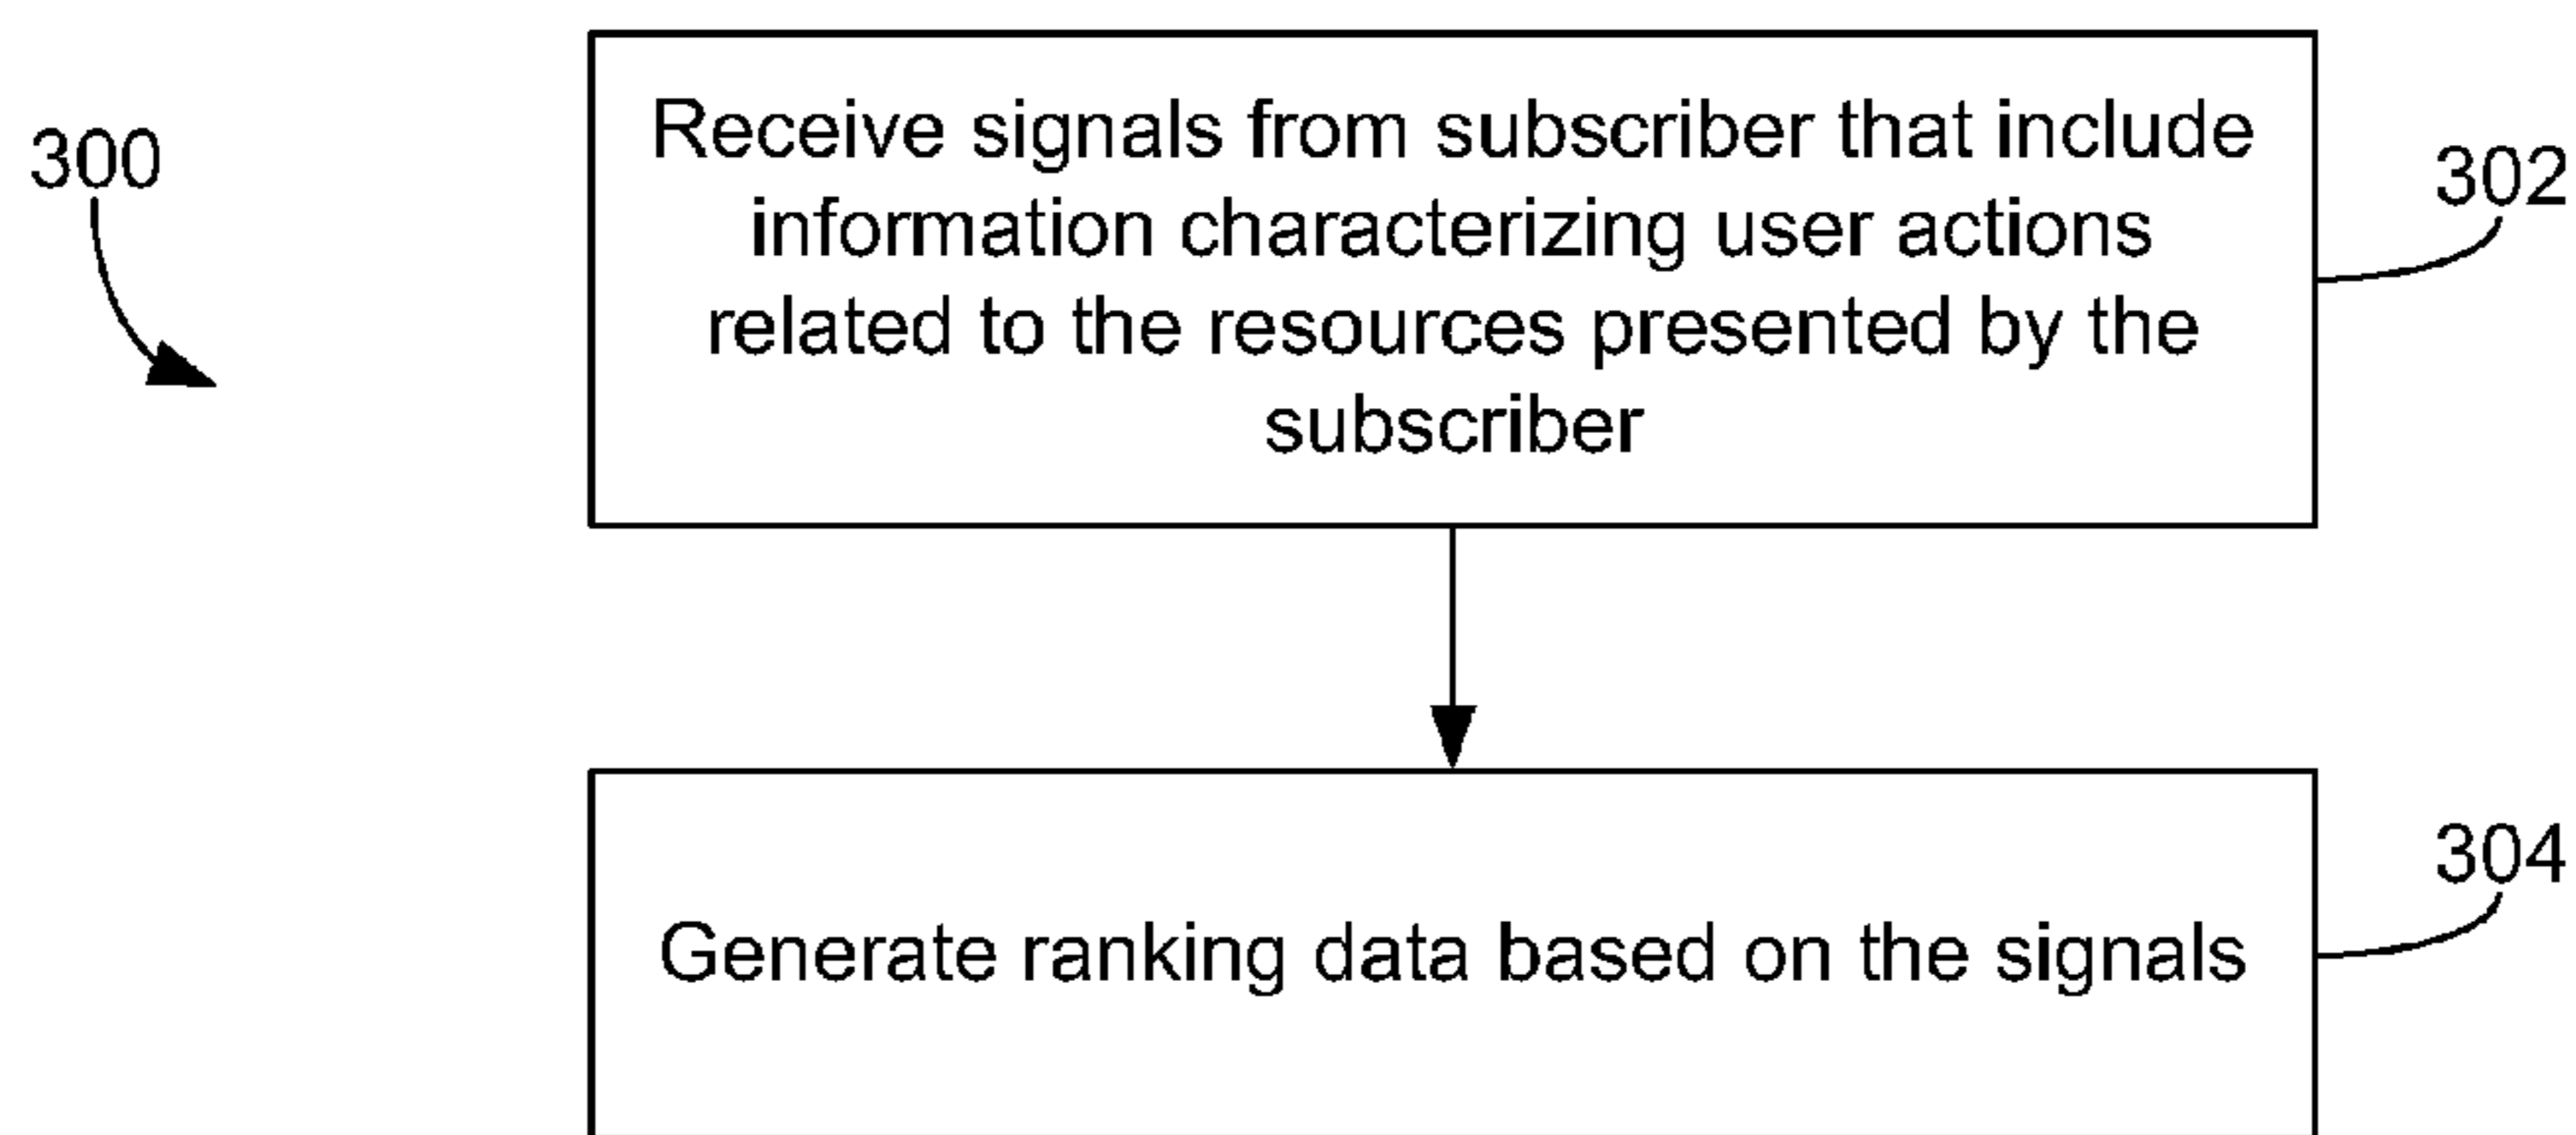 300
Receive signals from subscriber that include
information characterizing user actions
related to the resources presented by the
subscriber
302
Generate ranking data based on the signals
304